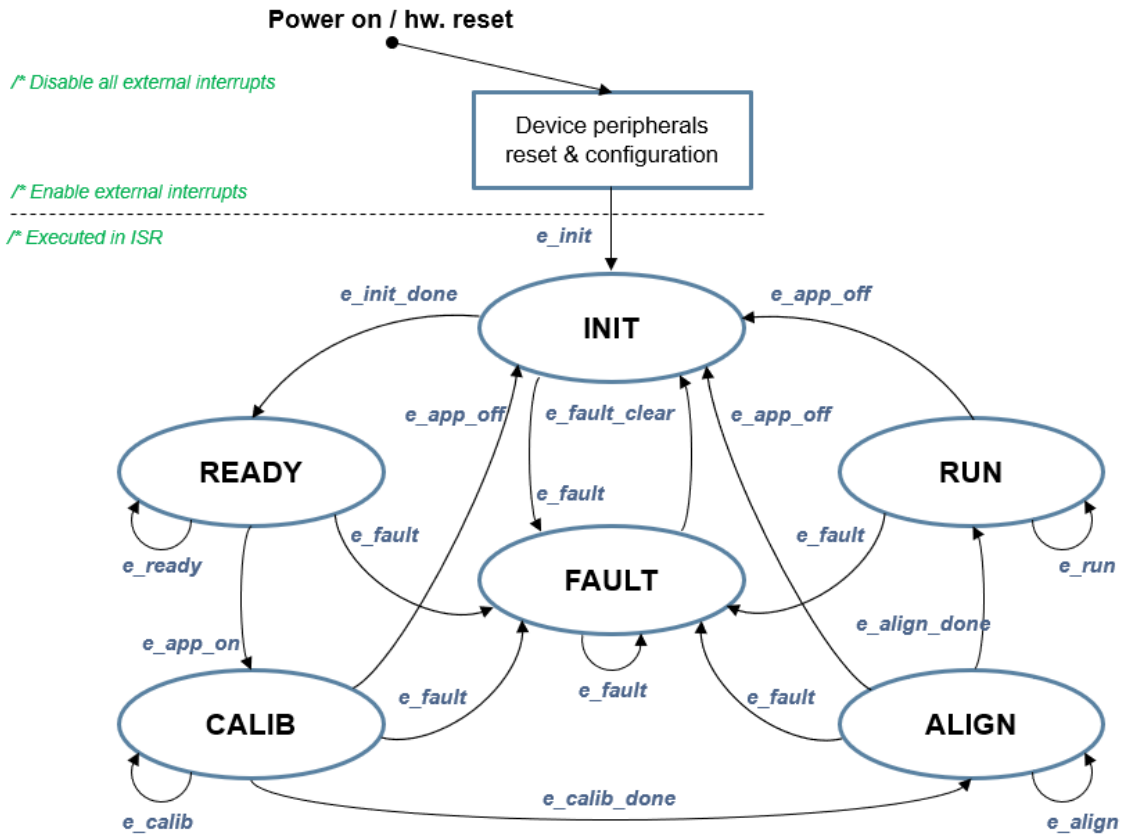 Power on / hw. reset
/* Disable all external interrupts
Device peripherals
reset & configuration
/* Enable external interrupts
/* Executed in ISR
e_init
e_init_done
e_app_off
INIT
e_app_off
e_fault_clear
e_app_off
READY
RUN
e_fault
e_fault
e_fault
e_ready
e_run
FAULT
e_align_done
e_app_on
e_fault
e_fault
e_fault
CALIB
ALIGN
e_calib_done
e_calib
e_align